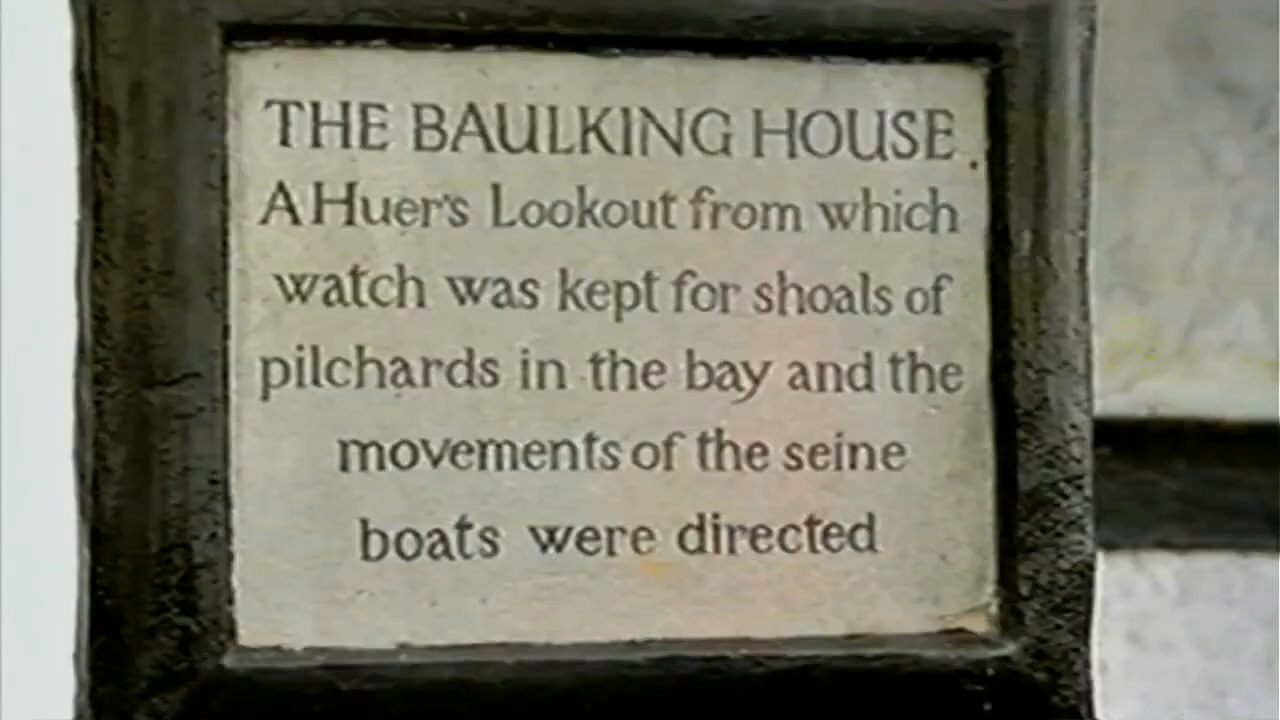 THE BAULKING HOUSE.
A Huer's Lookout from which
watch was kept for shoals of
pilchards in the bay and the
movements of the seine
boats were directed